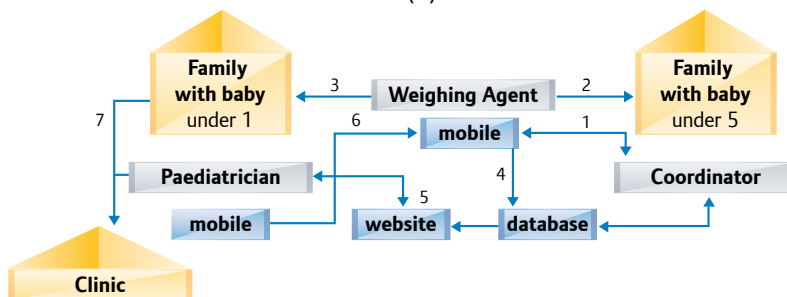 Family
with baby
under 1
3
Weighing Agent
2
Family
with baby
under 5
7
6
mobile
1
Paediatrician
4
Coordinator
5
mobile
website
database
Clinic